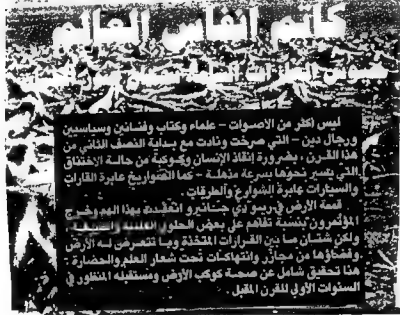 كاتم أنفاس العالم
ليس أكثر من الأصوات - علماء وكتاب وفنانين وسياسيين
ورجال دين - التي صرخت ونادت مع بداية النصف الثاني من
هذا القرن، بضرورة إنقاذ الإنسان وكوكبه من حالة الاختناق
التي يسير نحوها بسرعة مذهلة - كما الصواريخ عابرة القارات
والسيارات عابرة الشوارع والطرقات.
قمة الأرض في ريو دي جانيرو انعقدت بهذا الهم وخرج
المؤتمرون بنسبة تفاهم على بعض الحلول
ولكن شتان ما بين القرارات المتخذة وما تتعرض له الأرض
وفضاؤها من مجازر وانتهاكات تحت شعار العلم والحضارة:
هنا تحقيق شامل عن صحة كوكب الأرض ومستقبله المنظور في
السنوات الأولى للقرن المقبل.